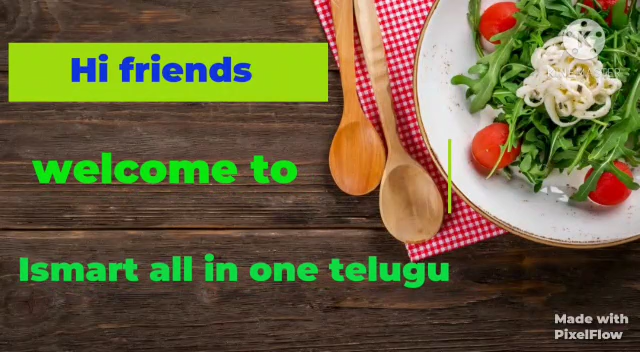 Hi friends
welcome to
Ismart all in one telugu
Made with
PixelFlow